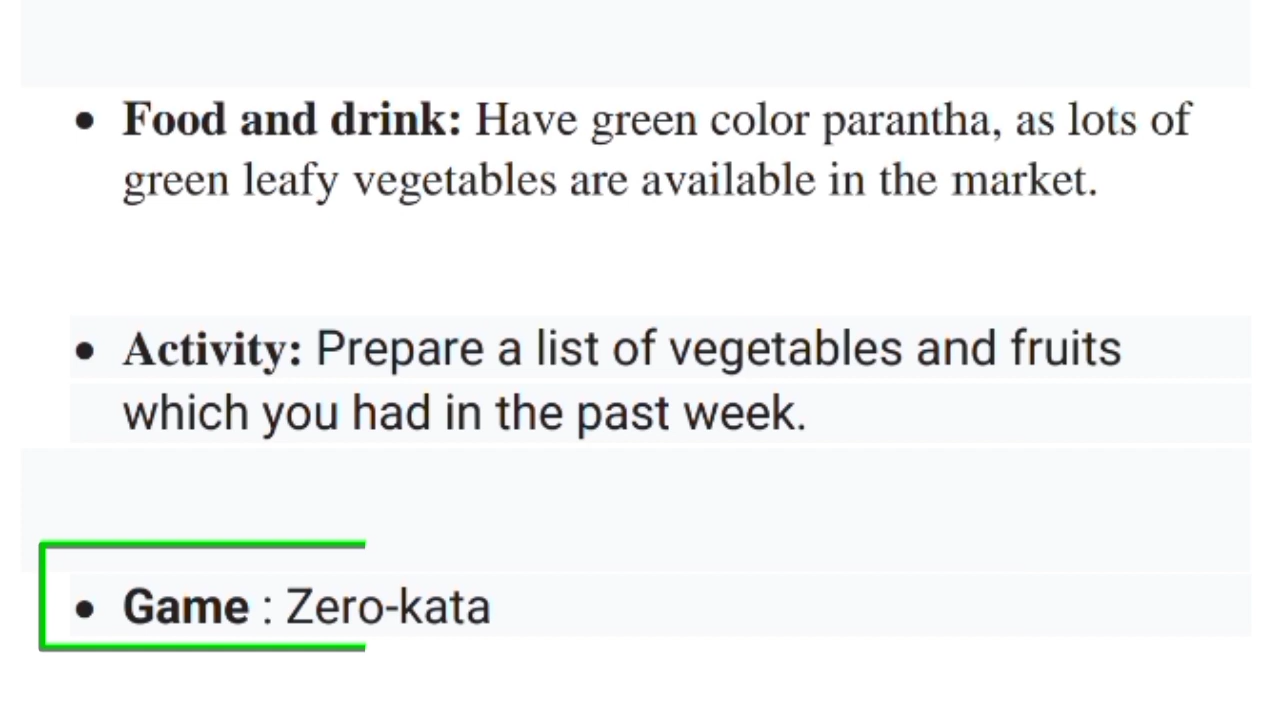 • Food and drink: Have green color parantha, as lots of
green leafy vegetables are available in the market.
• Activity: Prepare a list of vegetables and fruits
which you had in the past week.
• Game : Zero-kata